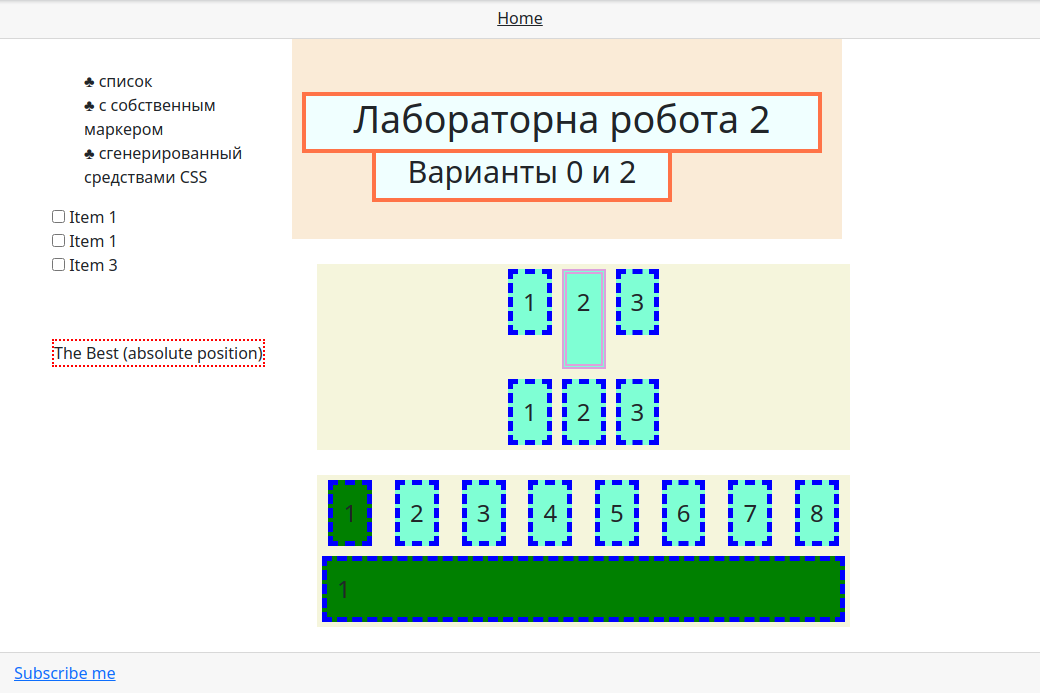 Home
♣ список
♣ с собственным
маркером
♣ сгенерированный
средствами CSS
Item 1
Item 1
Item 3
The Best (absolute position)
Лабораторна робота 2
Варианты 0 и 2
1 2 3
1 2 3
1 2 3 4 5 6 7 8
1
Subscribe me